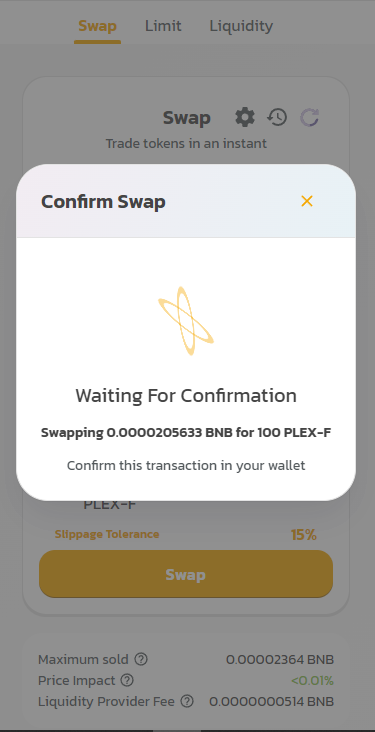 Swap Limit Liquidity
Swap
Trade tokens in an instant
Confirm Swap
Waiting For Confirmation
Swapping 0.0000205633 BNB for 100 PLEX-F
Confirm this transaction in your wallet
PLEX-F
Slippage Tolerance 15%
Swap
Maximum sold 0.00002364 BNB
Price Impact <0.01%
Liquidity Provider Fee 0.0000000514 BNB